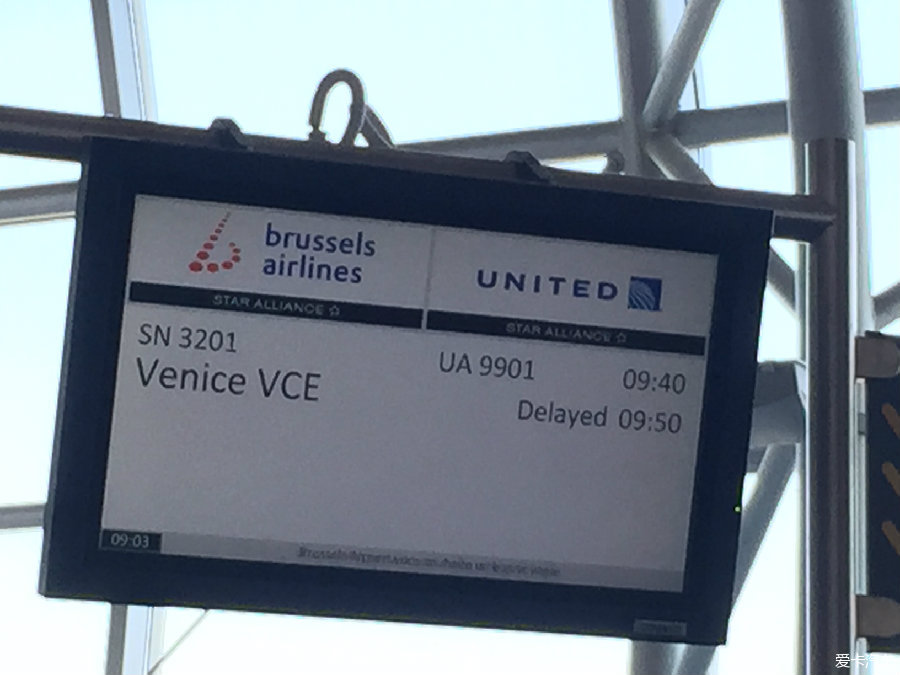 brussels
airlines
UNITED
STAR ALLIANCE
STAR ALLIANCE
SN 3201
UA 9901 09:40
Venice VCE
Delayed 09:50
09:03
爱卡